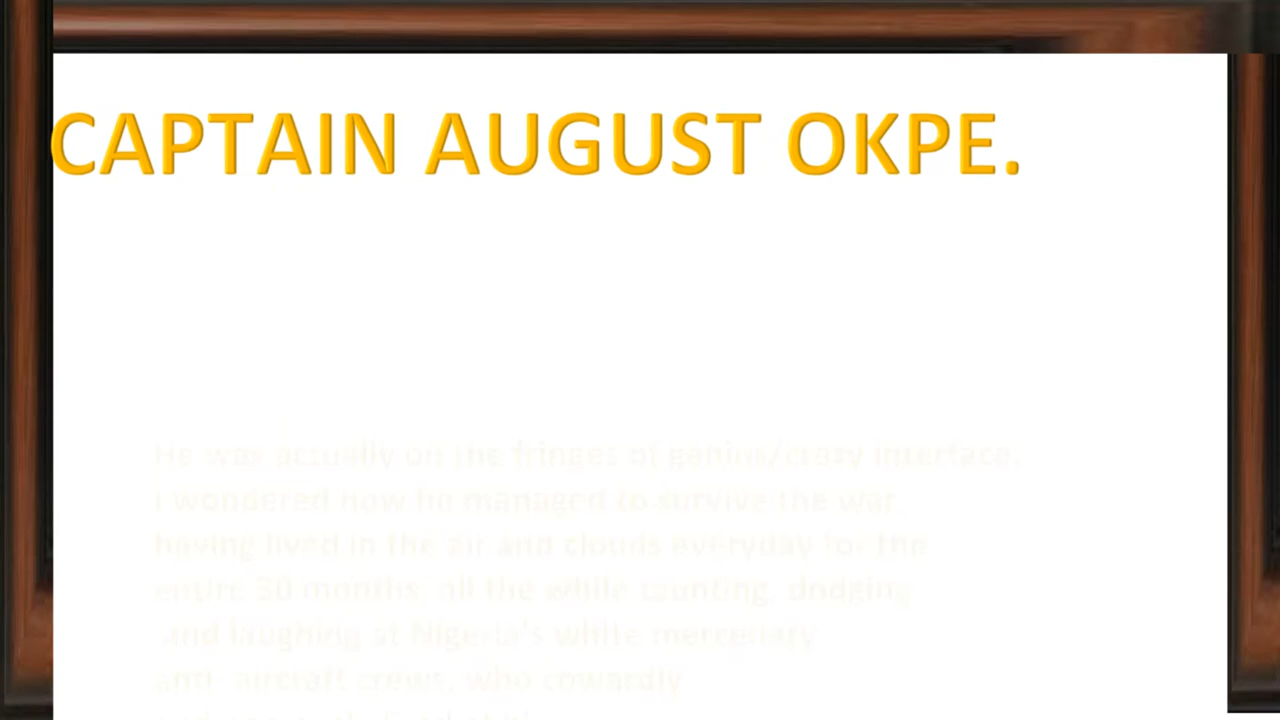 CAPTAIN AUGUST OKPE.
He was actually on the fringes of genius/crazy interface.
I wondered how he managed to survive the war
having lived in the air and clouds everyday for the
entire 30 months, all the while taunting, dodging
and laughing at Nigeria's white mercenary
anti- aircraft crews, who cowardly